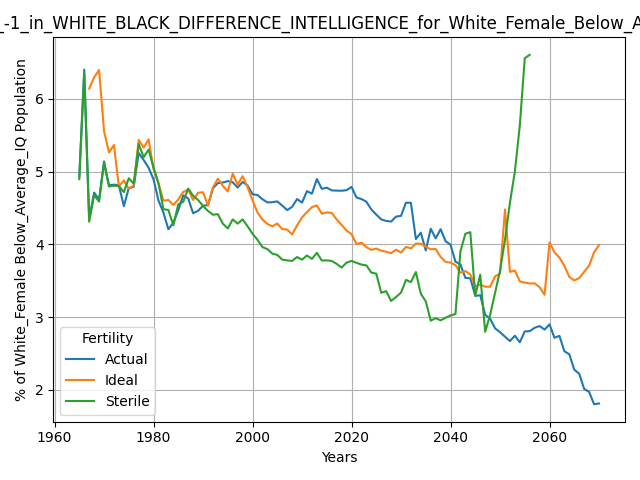 _-1_in_WHITE_BLACK_DIFFERENCE_INTELLIGENCE_for_White_Female_Below_A
% of White_Female Below_Average_IQ Population
6
5
4
3
2
Fertility
Actual
Ideal
Sterile
1960 1980 2000 2020 2040 2060
Years